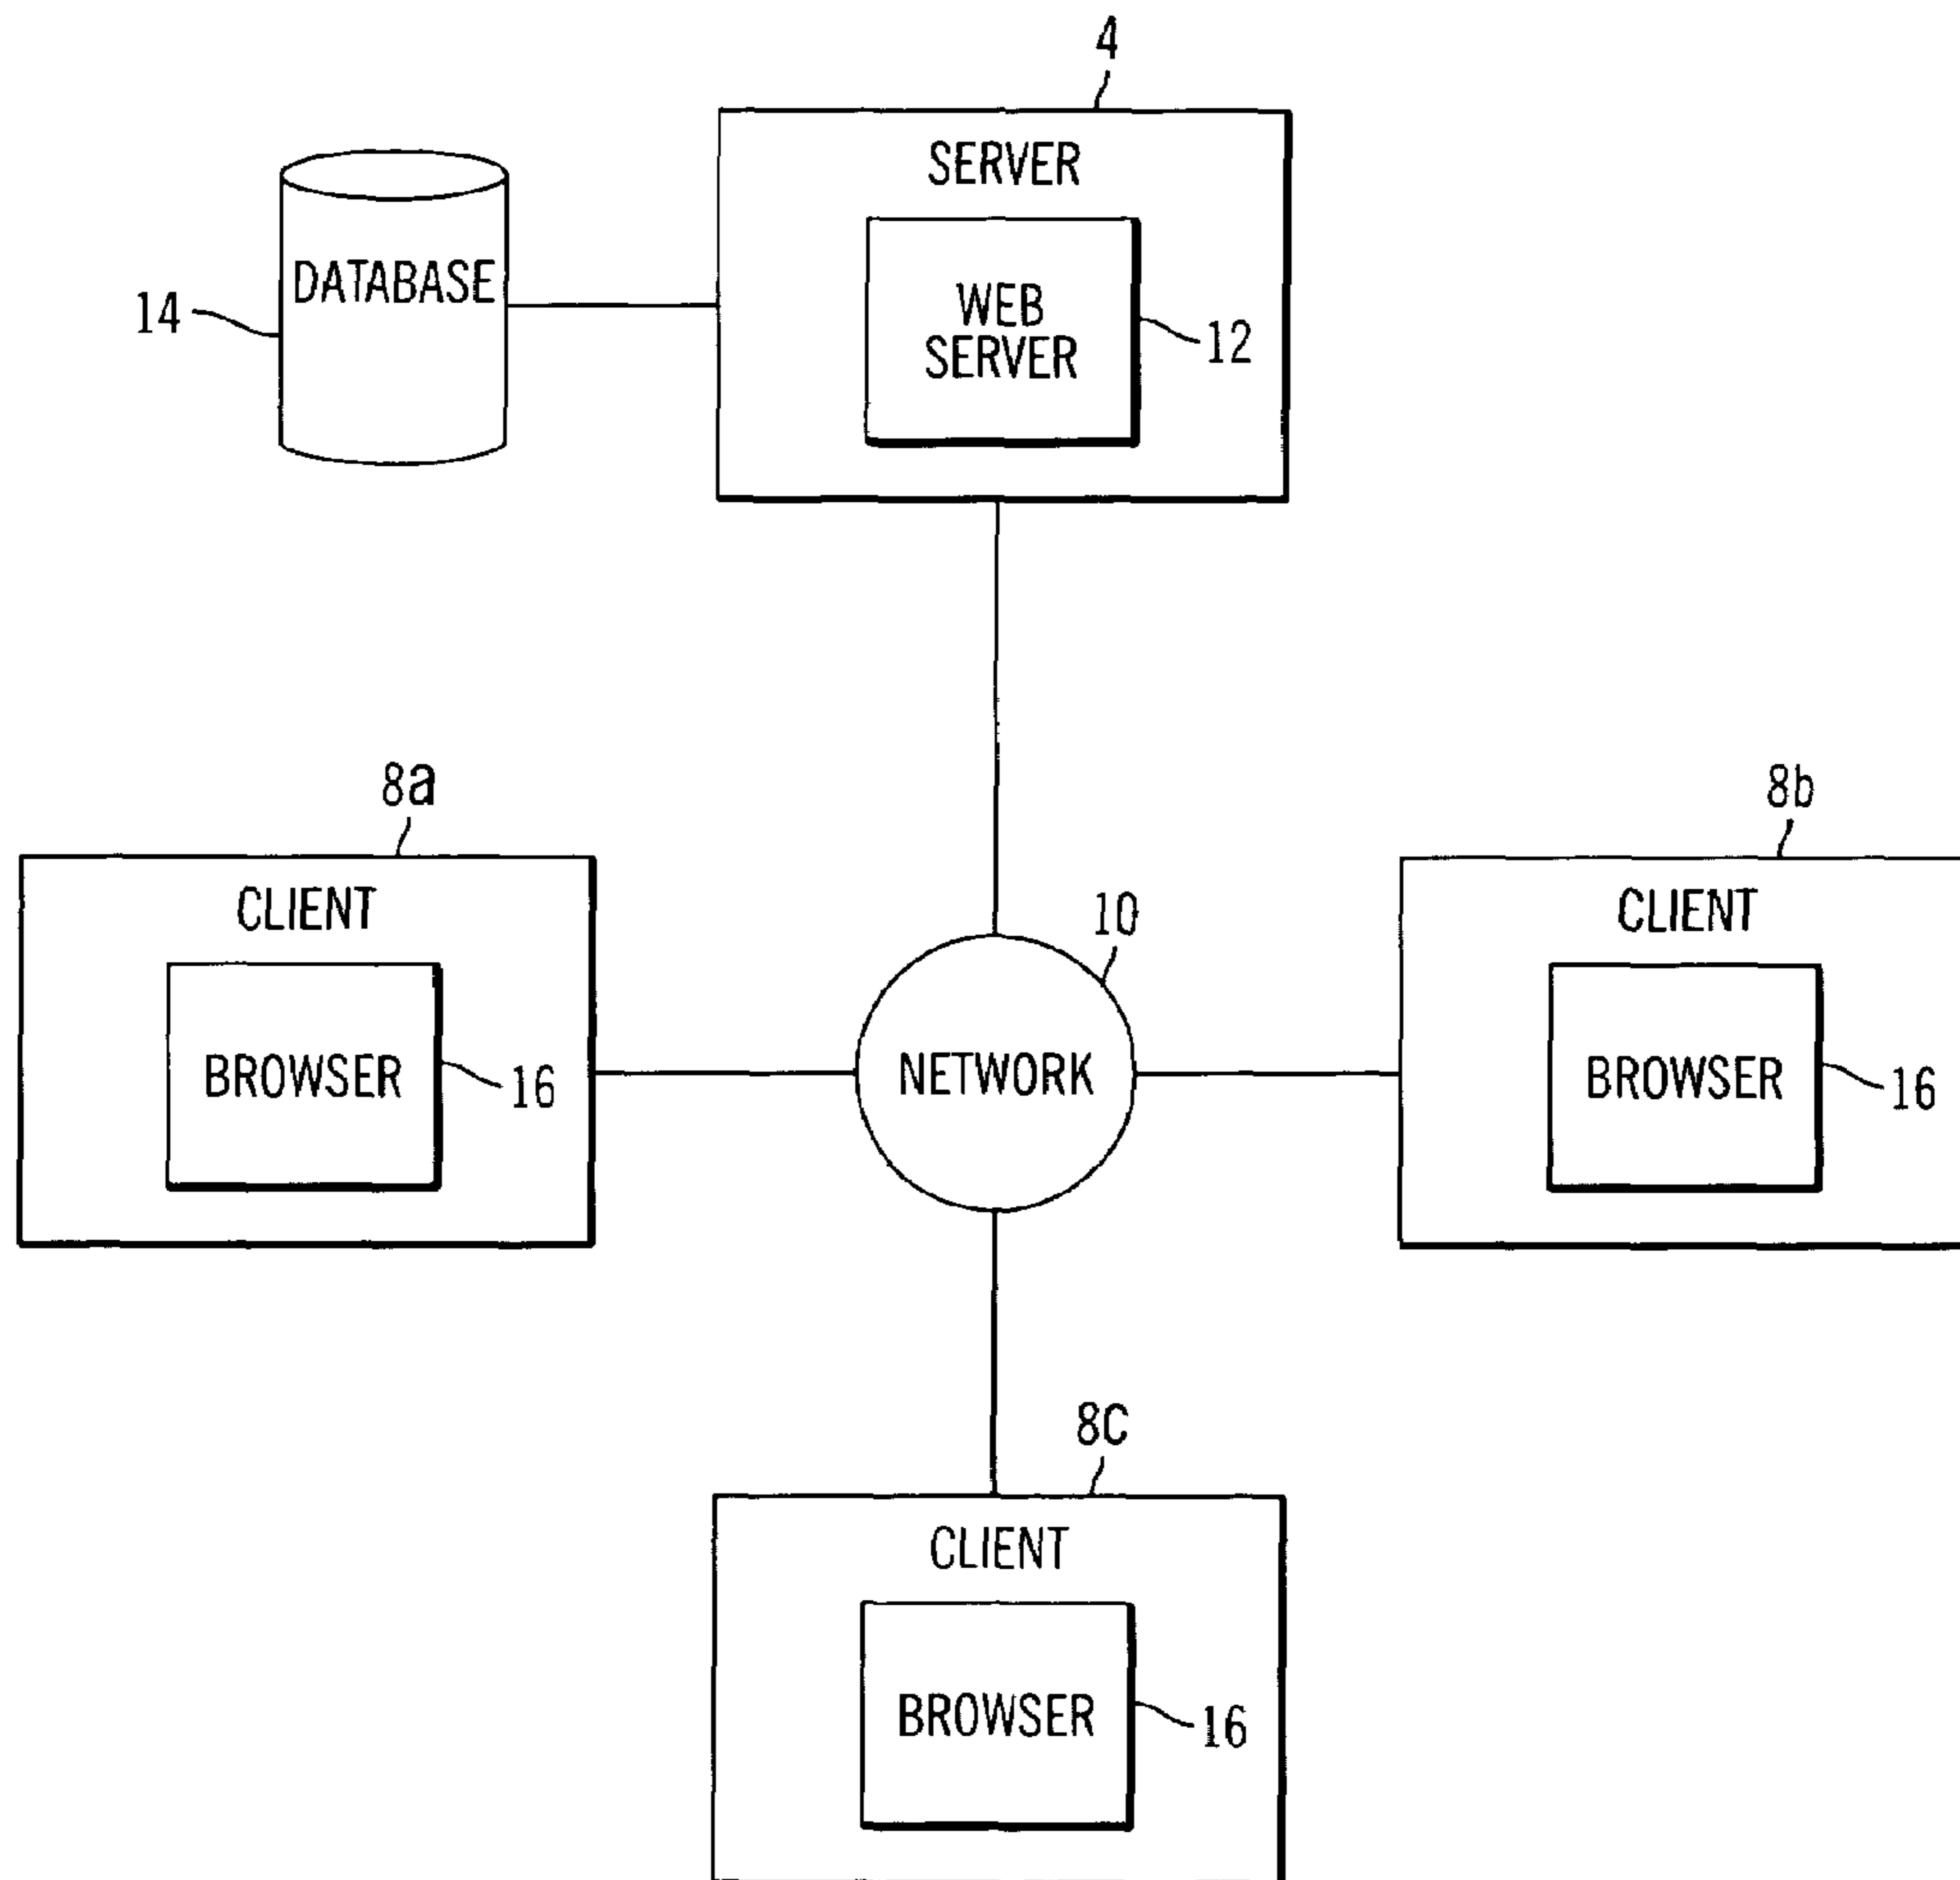 4
SERVER
DATABASE
WEB
SERVER
14
12
8a
8b
CLIENT
10
CLIENT
BROWSER
16
NETWORK
BROWSER
16
8C
CLIENT
BROWSER
16